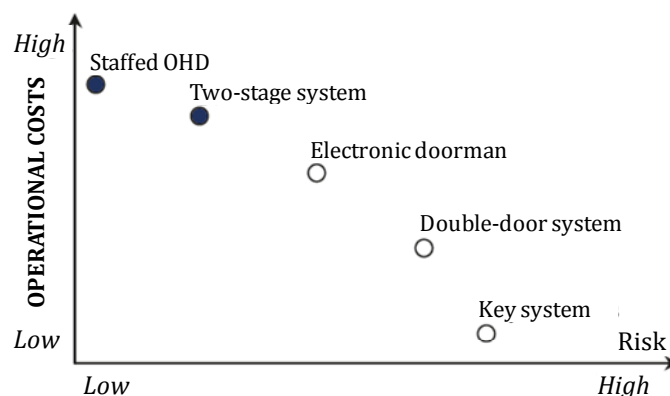 High
Staffed OHD
Two-stage system
OPERATIONAL COSTS
Electronic doorman
Double-door system
Key system
Low
Risk
Low
High